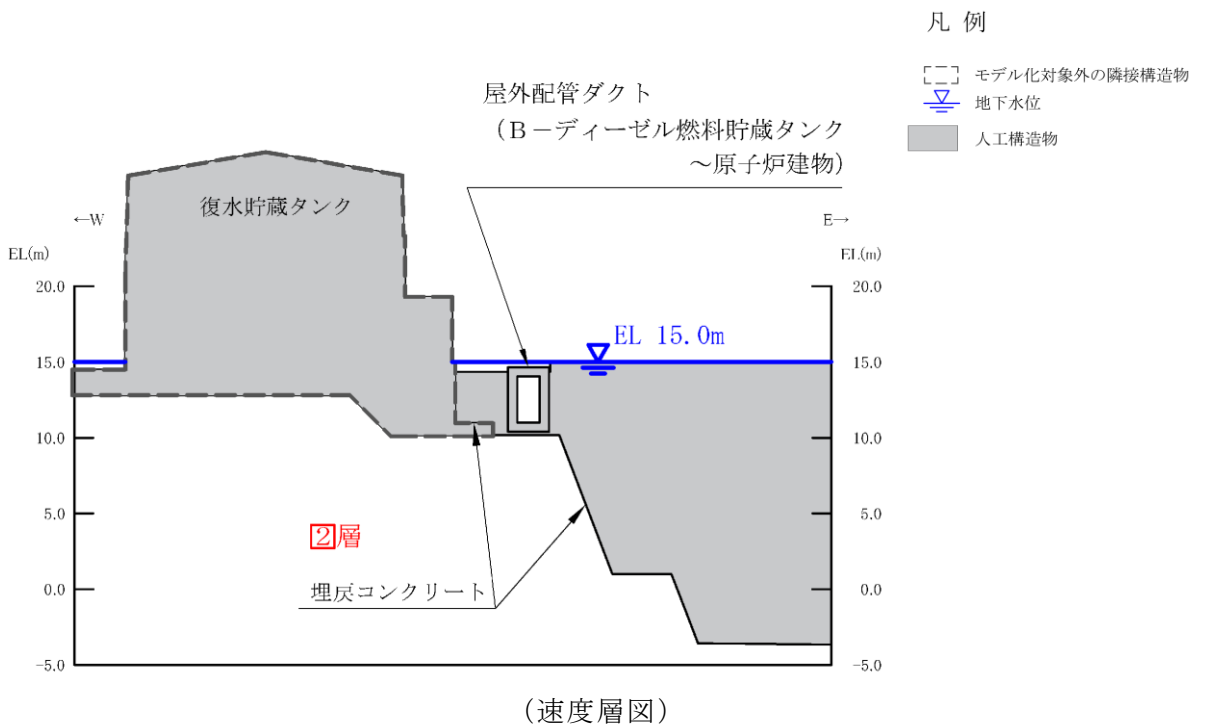 凡 例
モデル化対象外の隣接構造物
地下水位
人工構造物
屋外配管ダクト
（B－ディーゼル燃料貯蔵タンク
～原子炉建物）
復水貯蔵タンク
←W
E→
EL(m)
EL(m)
20.0
20.0
EL 15.0m
15.0
15.0
10.0
10.0
5.0
5.0
2層
埋戻コンクリート
0.0
0.0
-5.0
-5.0
（速度層図）